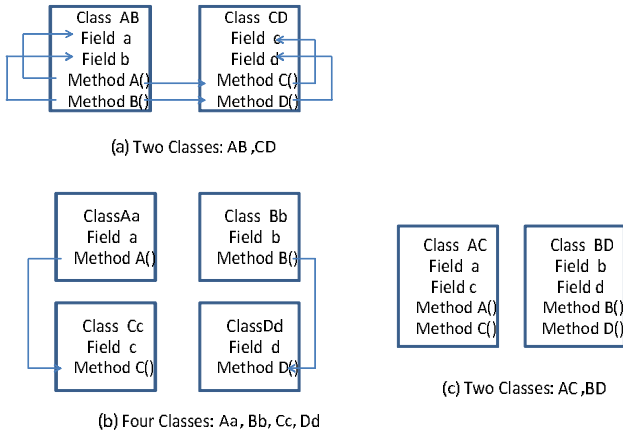 Class AB
Field a
Field b
Method A()
Method B()
Class CD
Field c
Field d
Method C()
Method D()
(a) Two Classes: AB ,CD
ClassAa
Field a
Method A()
Class Bb
Field b
Method B()
Class Cc
Field c
Method C()
ClassDd
Field d
Method D()
(b) Four Classes: Aa, Bb, Cc, Dd
Class AC
Field a
Field c
Method A()
Method C()
Class BD
Field b
Field d
Method B()
Method D()
(c) Two Classes: AC ,BD